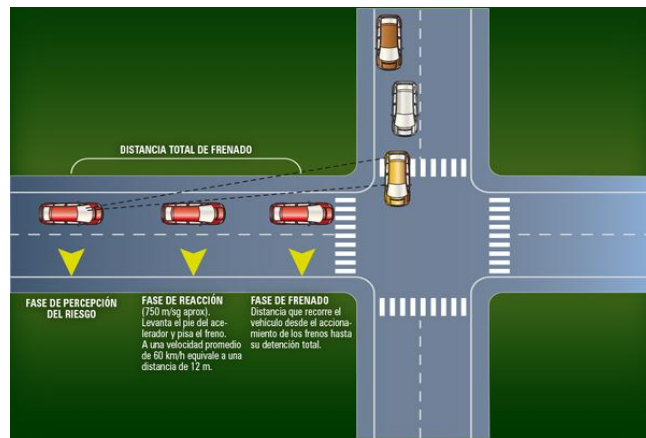 DISTANCIA TOTAL DE FRENADO
FASE DE PERCEPCIÓN
DEL RIESGO
FASE DE REACCIÓN
(750 m/sg aprox).
Levanta el pie del ace-
lerador y pisa el freno.
A una velocidad promedio
de 60 km/h equivale a una
distancia de 12 m.
FASE DE FRENADO
Distancia que recorre el
vehículo desde el acciona-
miento de los frenos hasta
su detención total.